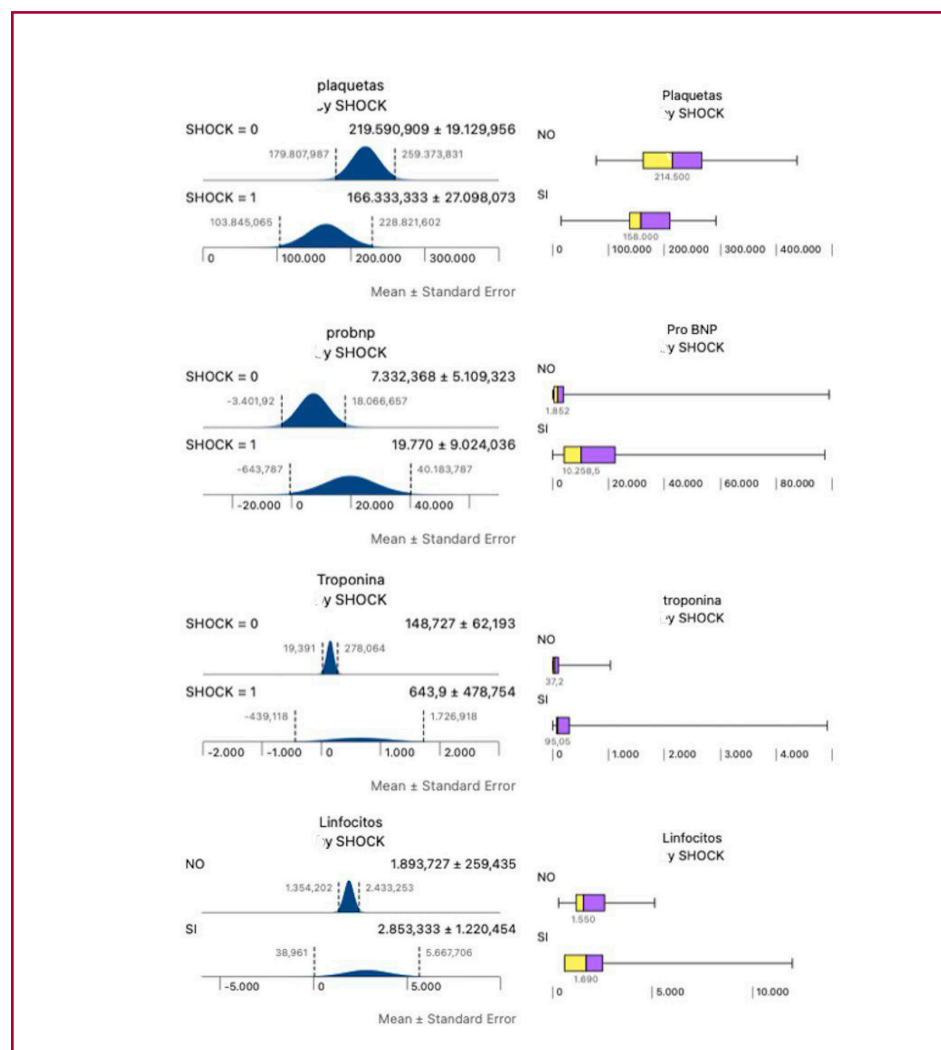 plaquetas
y SHOCK
SHOCK = 0
219.590,909 ± 19.129,956
179.807,987
259.373,831
SHOCK = 1
166.333,333 ± 27.098,073
103.845,065
228.821,602
0
100.000
200.000
300.000
Mean ± Standard Error
Plaquetas
y SHOCK
NO
214.500
SI
158.000
0
100.000
200.000
300.000
400.000
probnp
y SHOCK
SHOCK = 0
7.332,368 ± 5.109,323
-3.401,92
18.066,657
SHOCK = 1
19.770 ± 9.024,036
-643,787
40.183,787
-20.000
0
20.000
40.000
Mean ± Standard Error
Pro BNP
y SHOCK
NO
1.852
SI
10.258,5
0
20.000
40.000
60.000
80.000
Troponina
y SHOCK
SHOCK = 0
148,727 ± 62,193
19,391
278,064
SHOCK = 1
643,9 ± 478,754
-439,118
1.726,918
-2.000
-1.000
0
1.000
2.000
Mean ± Standard Error
troponina
y SHOCK
NO
37,2
SI
95,05
0
1.000
2.000
3.000
4.000
Linfocitos
y SHOCK
NO
1.893,727 ± 259,435
1.354,202
2.433,253
SI
2.853,333 ± 1.220,454
38,961
5.667,706
-5.000
0
5.000
Mean ± Standard Error
Linfocitos
y SHOCK
NO
1.550
SI
1.690
0
5.000
10.000